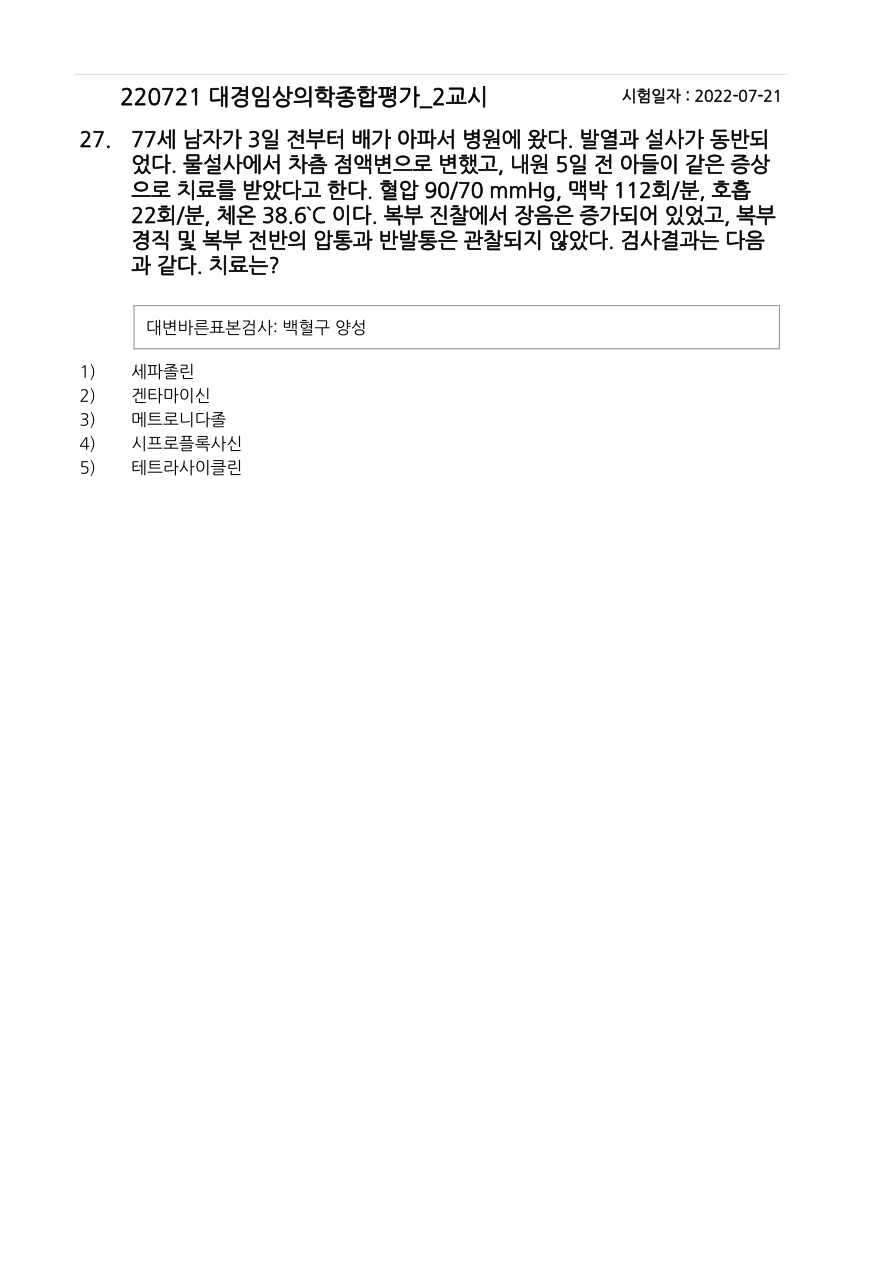 220721 대경임상의학종합평가_2교시 시험일자 : 2022-07-21
27. 77세 남자가 3일 전부터 배가 아파서 병원에 왔다. 발열과 설사가 동반되
었다. 물설사에서 차츰 점액변으로 변했고, 내원 5일 전 아들이 같은 증상
으로 치료를 받았다고 한다. 혈압 90/70 mmHg, 맥박 112회/분, 호흡
22회/분, 체온 38.6`C 이다. 복부 진찰에서 장음은 증가되어 있었고, 복부
경직 및 복부 전반의 압통과 반발통은 관찰되지 않았다. 검사결과는 다음
과 같다. 치료는?
대변바른표본검사: 백혈구 양성
1) 세파졸린
2) 겐타마이신
3) 메트로니다졸
4) 시프로플록사신
5) 테트라사이클린